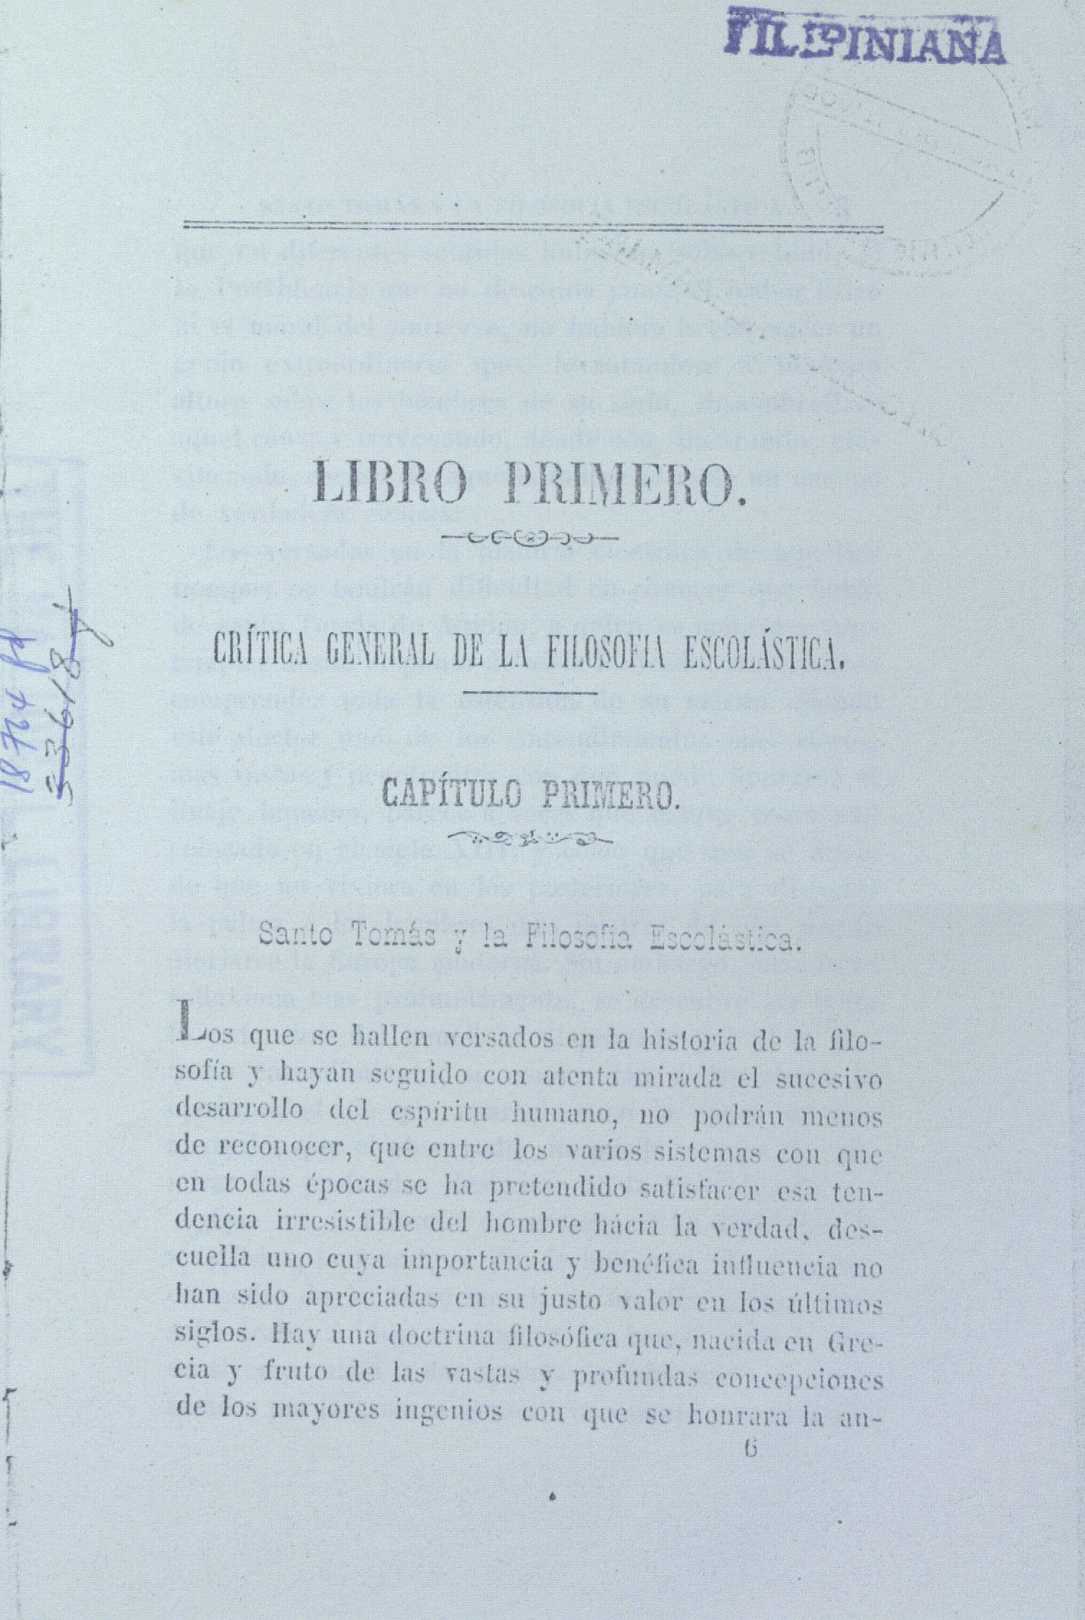 FILIPINIANA
LIBRO PRIMERO.
CRÍTICA GENERAL DE LA FILOSOFIA ESCOLÁSTICA.
CAPÍTULO PRIMERO.
Santo Tomás y la Filosofía Escolástica.
Los que se hallen versados en la historia de la filo-
sofía y hayan seguido con atenta mirada el sucesivo
desarrollo del espíritu humano, no podrán menos
de reconocer, que entre los varios sistemas con que
en todas épocas se ha pretendido satisfacer esa ten-
dencia irresistible del hombre hácia la verdad, des-
cuella uno cuya importancia y benéfica influencia no
han sido apreciadas en su justo valor en los últimos
siglos. Hay una doctrina filosófica que, nacida en Gre-
cia y fruto de las vastas y profundas concepciones
de los mayores ingenios con que se honrara la an-
6
LIBRARY